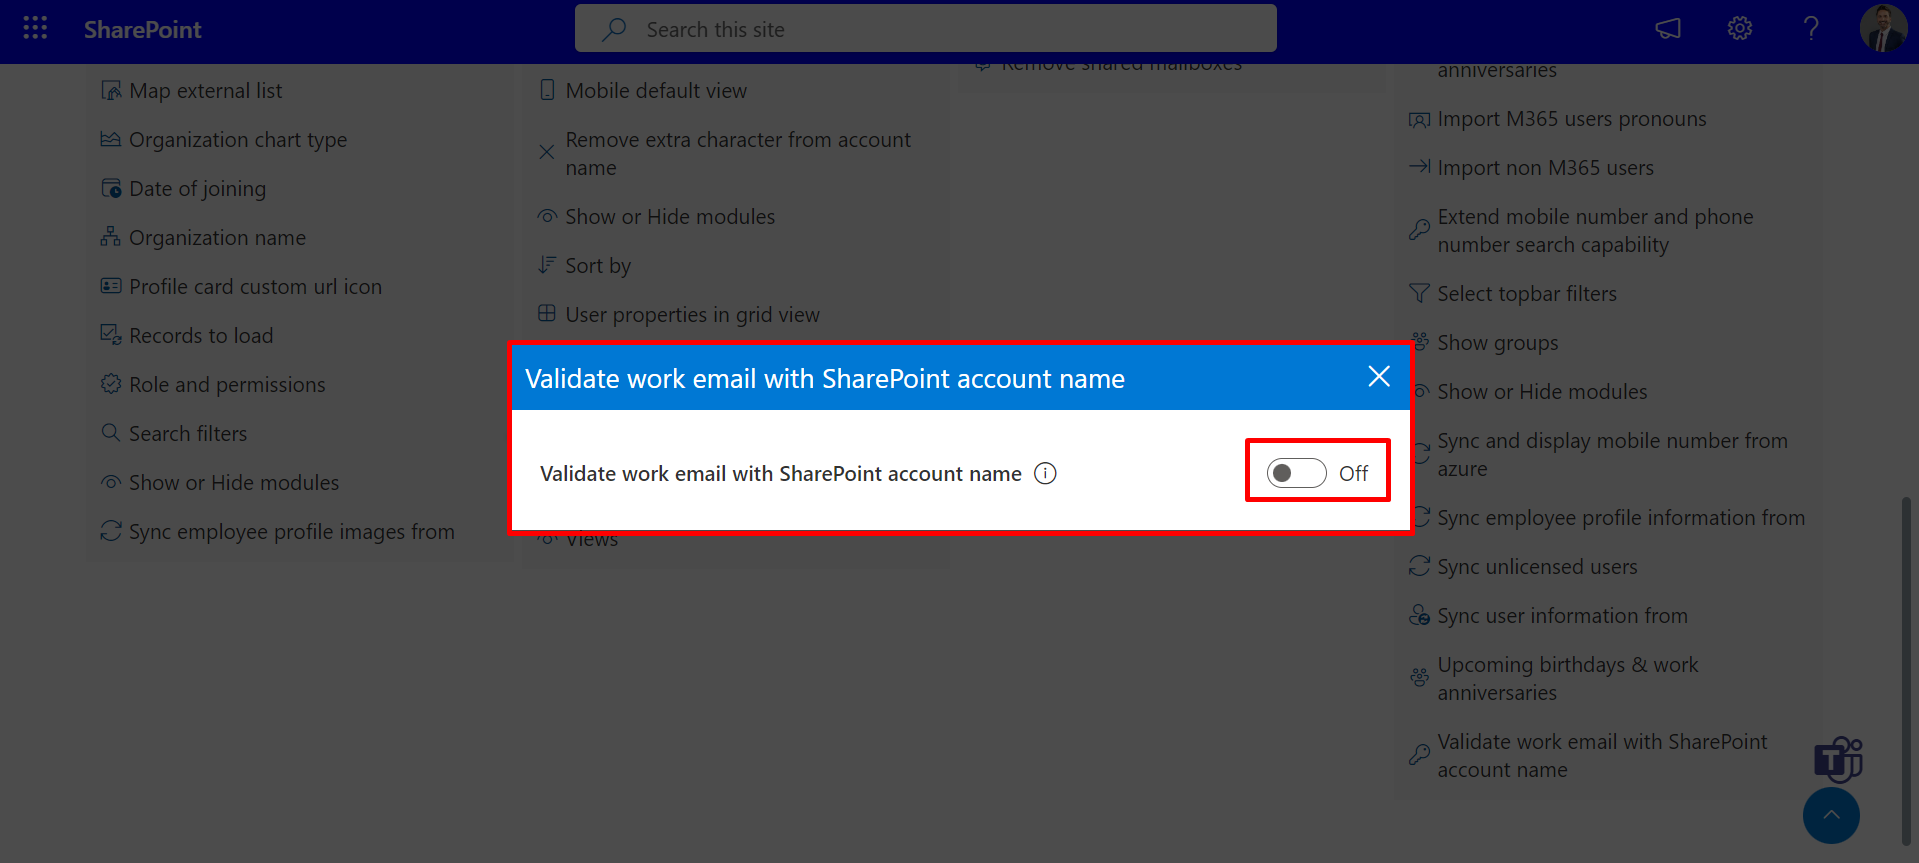 SharePoint
Search this site
Map external list
Organization chart type
Date of joining
Organization name
Profile card custom url icon
Records to load
Role and permissions
Search filters
Show or Hide modules
Sync employee profile images from
Mobile default view
Remove extra character from account
name
Show or Hide modules
Sort by
User properties in grid view
Views
Remove shared mailboxes
anniversaries
Import M365 users pronouns
Import non M365 users
Extend mobile number and phone
number search capability
Select topbar filters
Show groups
Show or Hide modules
Sync and display mobile number from
azure
Sync employee profile information from
Sync unlicensed users
Sync user information from
Upcoming birthdays & work
anniversaries
Validate work email with SharePoint
account name
Validate work email with SharePoint account name
Validate work email with SharePoint account name
Off